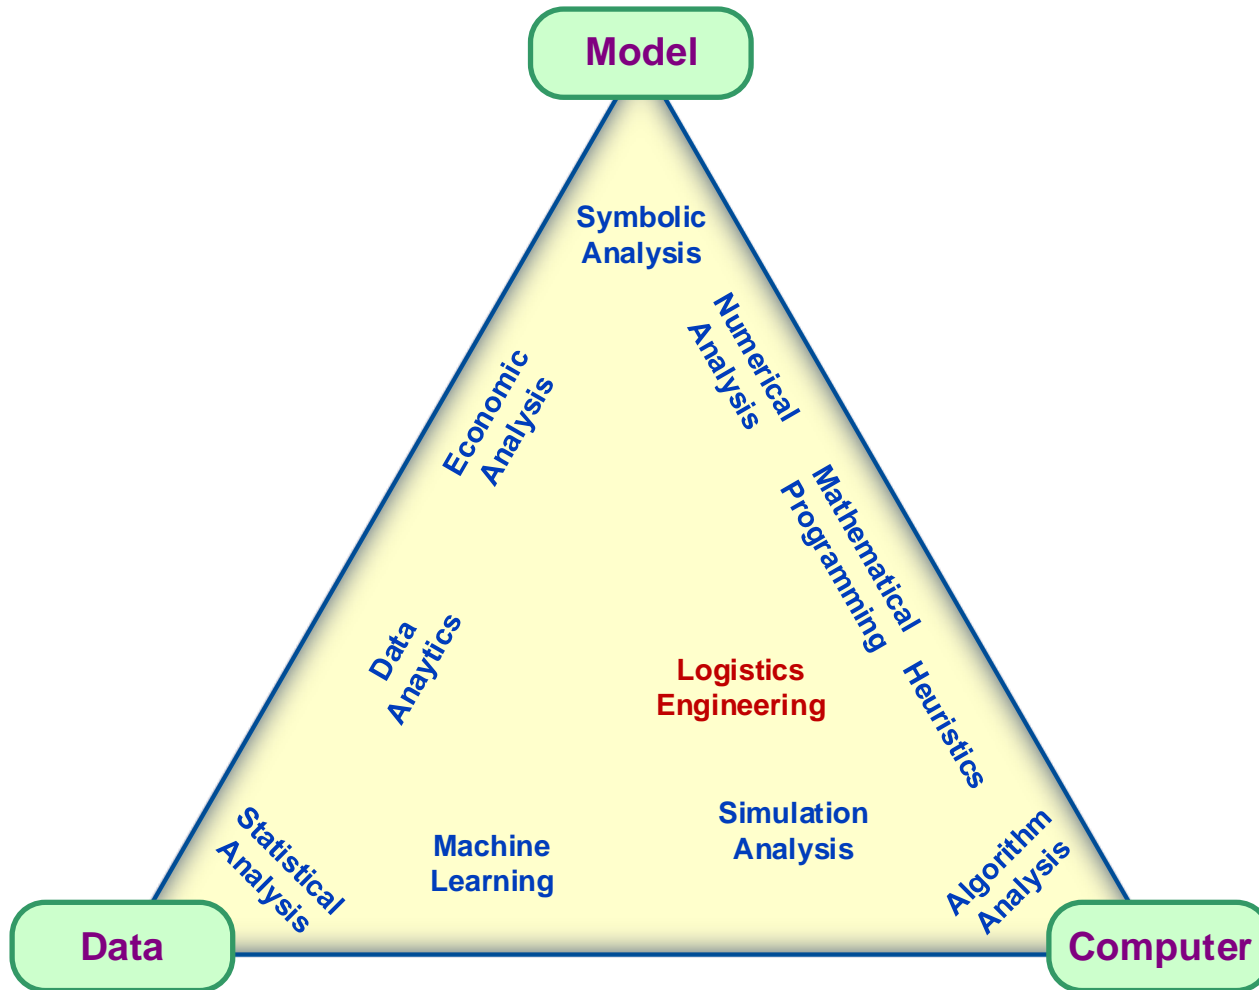 Model
Symbolic
Analysis
Numerical
Analysis
Economic
Analysis
Mathematical
Programming
Data
Anaytics
Logistics
Engineering
Heuristics
Simulation
Analysis
Statistical
Analysis
Machine
Learning
Algorithm
Analysis
Data
Computer